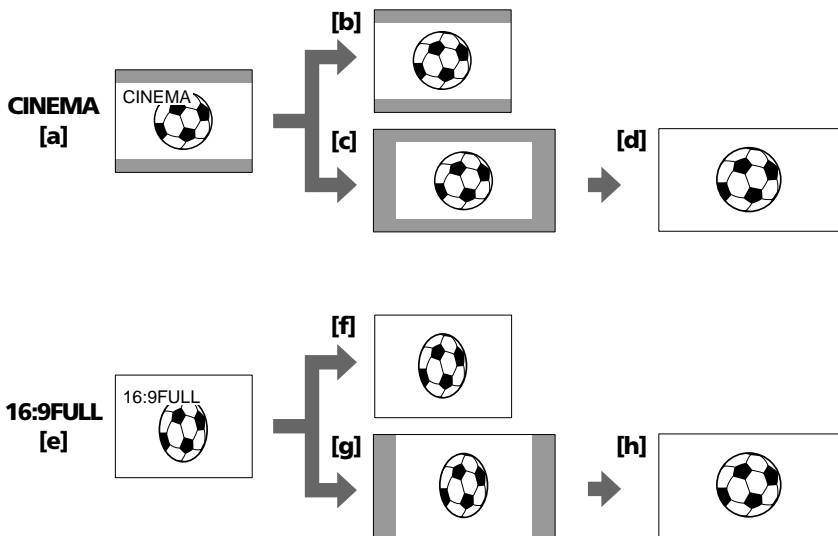 CINEMA
[a]
CINEMA
[b]
[c]
[d]
16:9FULL
[e]
16:9FULL
[f]
[g]
[h]